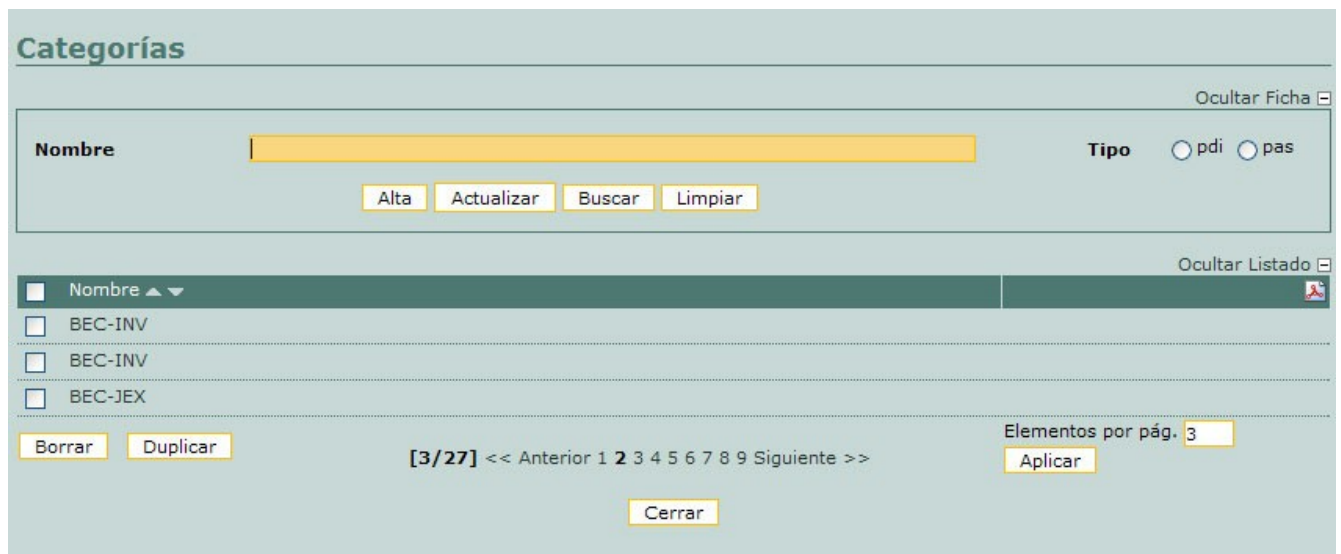 Categorías
Ocultar Ficha
Nombre Tipo pdi pas
Alta Actualizar Buscar Limpiar
Ocultar Listado
Nombre
BEC-INV
BEC-INV
BEC-JEX
Elementos por pág. 3
Borrar Duplicar [3/27] << Anterior 1 2 3 4 5 6 7 8 9 Siguiente >> Aplicar
Cerrar